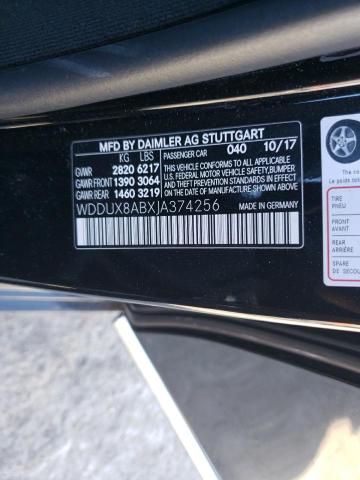 MFD BY DAIMLER AG STUTTGART
KG LBS PASSENGER CAR 040 10/17
GVWR 2820 6217 THIS VEHICLE CONFORMS TO ALL
GAWR FRONT 1390 3064 APPLICABLE U.S. FEDERAL MOTOR
GAWR REAR 1460 3219 VEHICLE SAFETY, BUMPER,
AND THEFT PREVENTION STANDARDS
IN EFFECT ON THE DATE OF
MANUFACTURE SHOWN ABOVE.
WDDUX8ABXJA374256
MADE IN GERMANY
TIRE
PNEU
FRONT
AVANT
REAR
ARRIÈRE
SPARE
DE SECOU